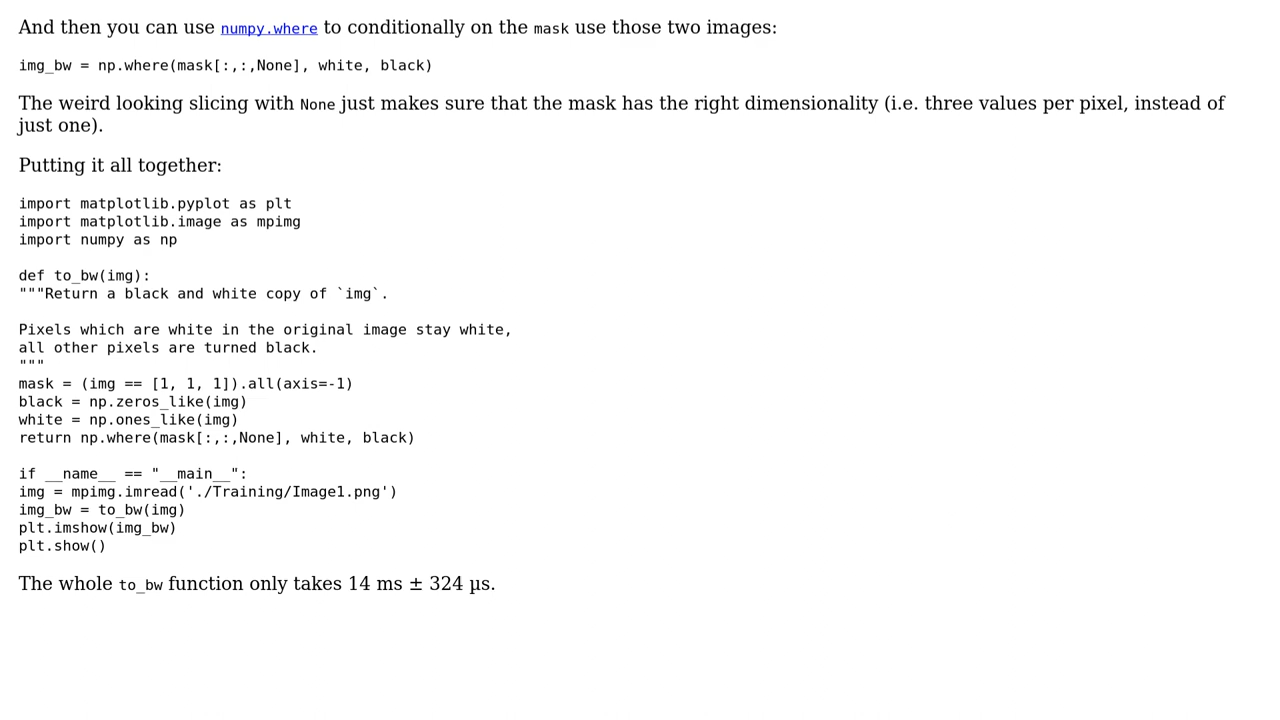 And then you can use numpy.where to conditionally on the mask use those two images:
img_bw = np.where(mask[:,:,None], white, black)
The weird looking slicing with None just makes sure that the mask has the right dimensionality (i.e. three values per pixel, instead of
just one).
Putting it all together:
import matplotlib.pyplot as plt
import matplotlib.image as mpimg
import numpy as np
def to_bw(img):
"""Return a black and white copy of `img`.
Pixels which are white in the original image stay white,
all other pixels are turned black.
"""
mask = (img == [1, 1, 1]).all(axis=-1)
black = np.zeros_like(img)
white = np.ones_like(img)
return np.where(mask[:,:,None], white, black)
if __name__ == "__main__":
img = mpimg.imread('./Training/Image1.png')
img_bw = to_bw(img)
plt.imshow(img_bw)
plt.show()
The whole to_bw function only takes 14 ms ± 324 µs.